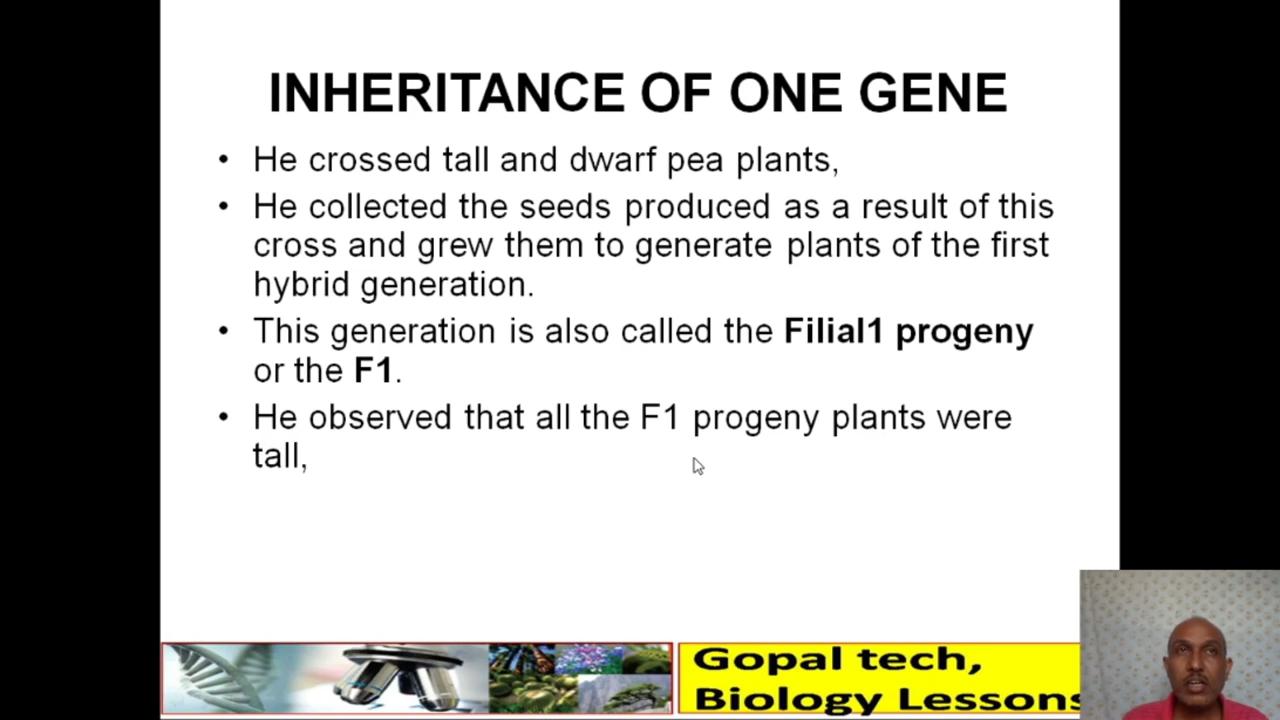 INHERITANCE OF ONE GENE
• He crossed tall and dwarf pea plants,
• He collected the seeds produced as a result of this
cross and grew them to generate plants of the first
hybrid generation.
• This generation is also called the Filial1 progeny
or the F1.
• He observed that all the F1 progeny plants were
tall,
Gopal tech,
Biology Lessons